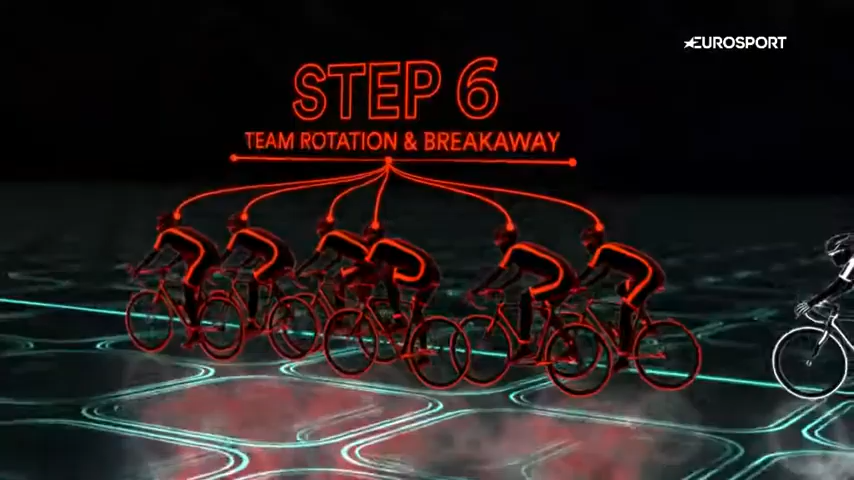 EUROSPORT
STEP 6
TEAM ROTATION & BREAKAWAY